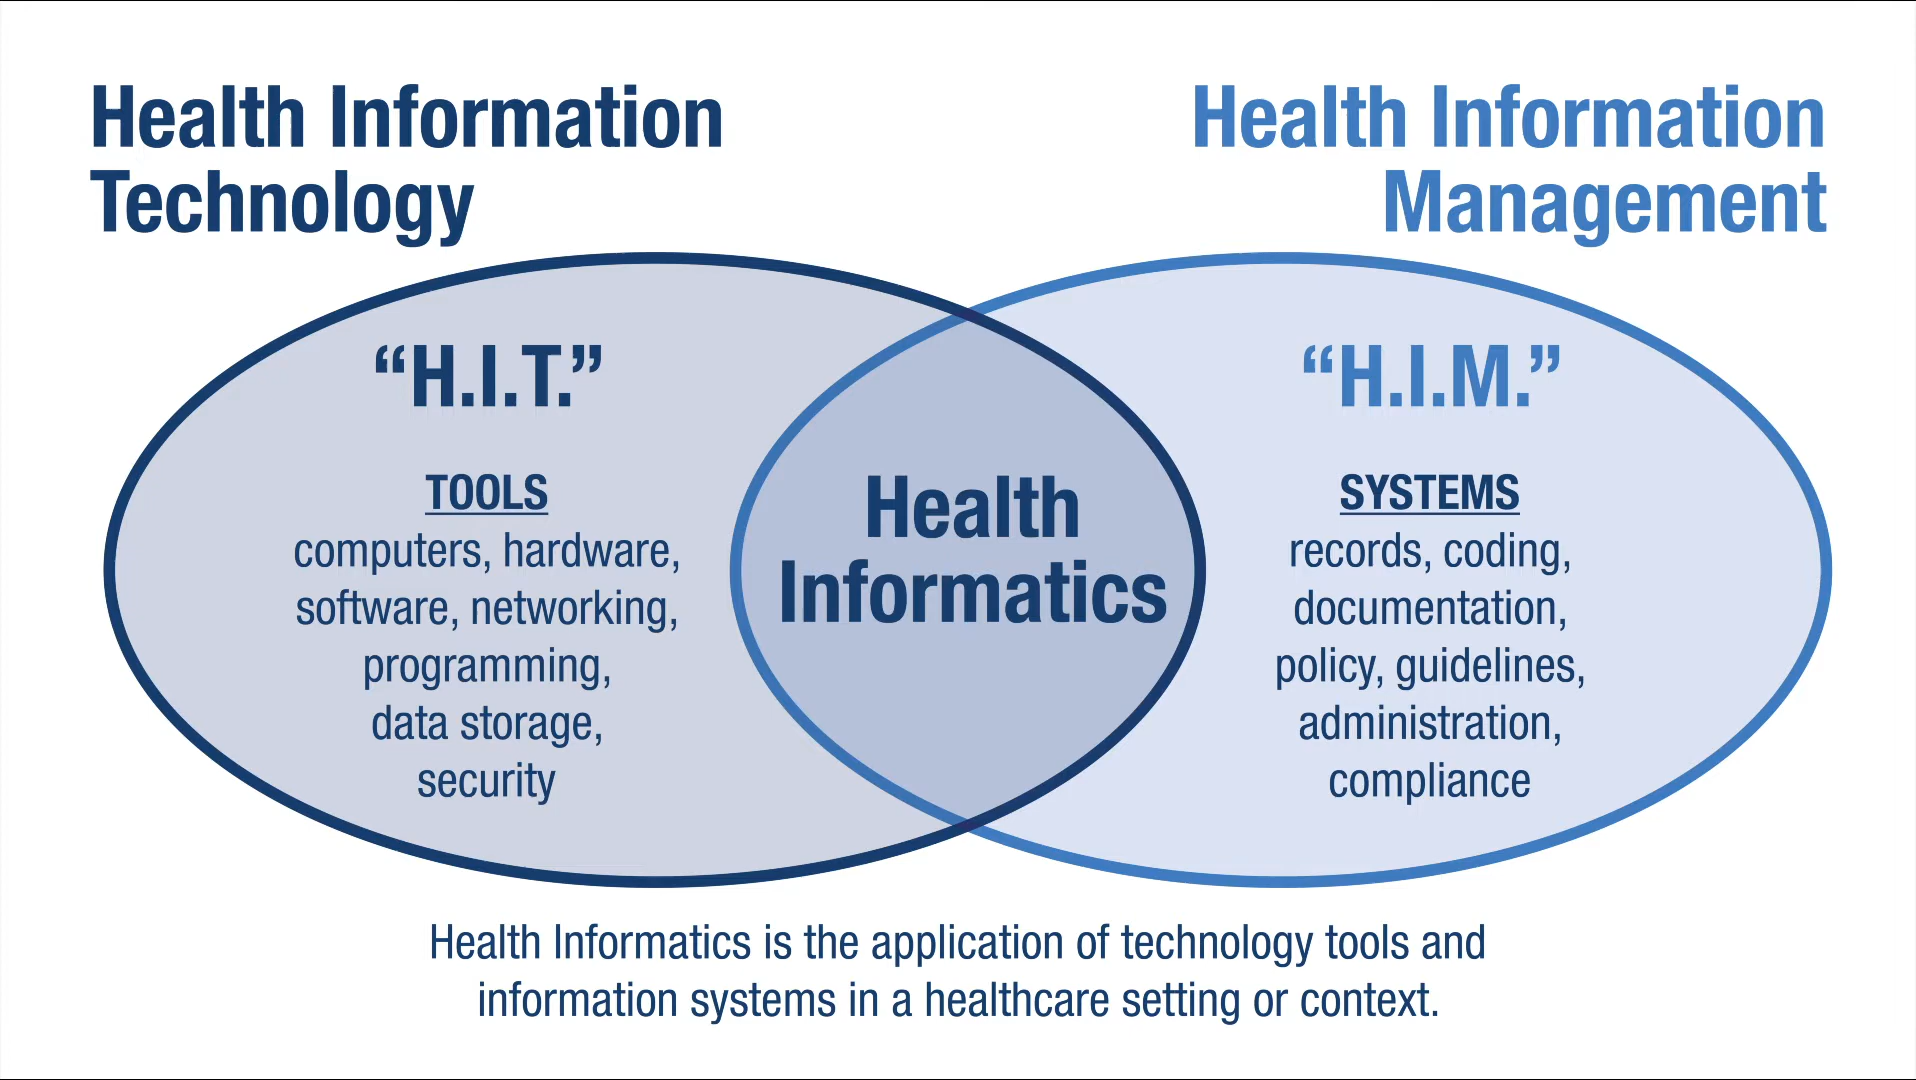 Health Information
Technology
Health Information
Management
“H.I.T.”
TOOLS
computers, hardware,
software, networking,
programming,
data storage,
security
Health
Informatics
“H.I.M.”
SYSTEMS
records, coding,
documentation,
policy, guidelines,
administration,
compliance
Health Informatics is the application of technology tools and
information systems in a healthcare setting or context.